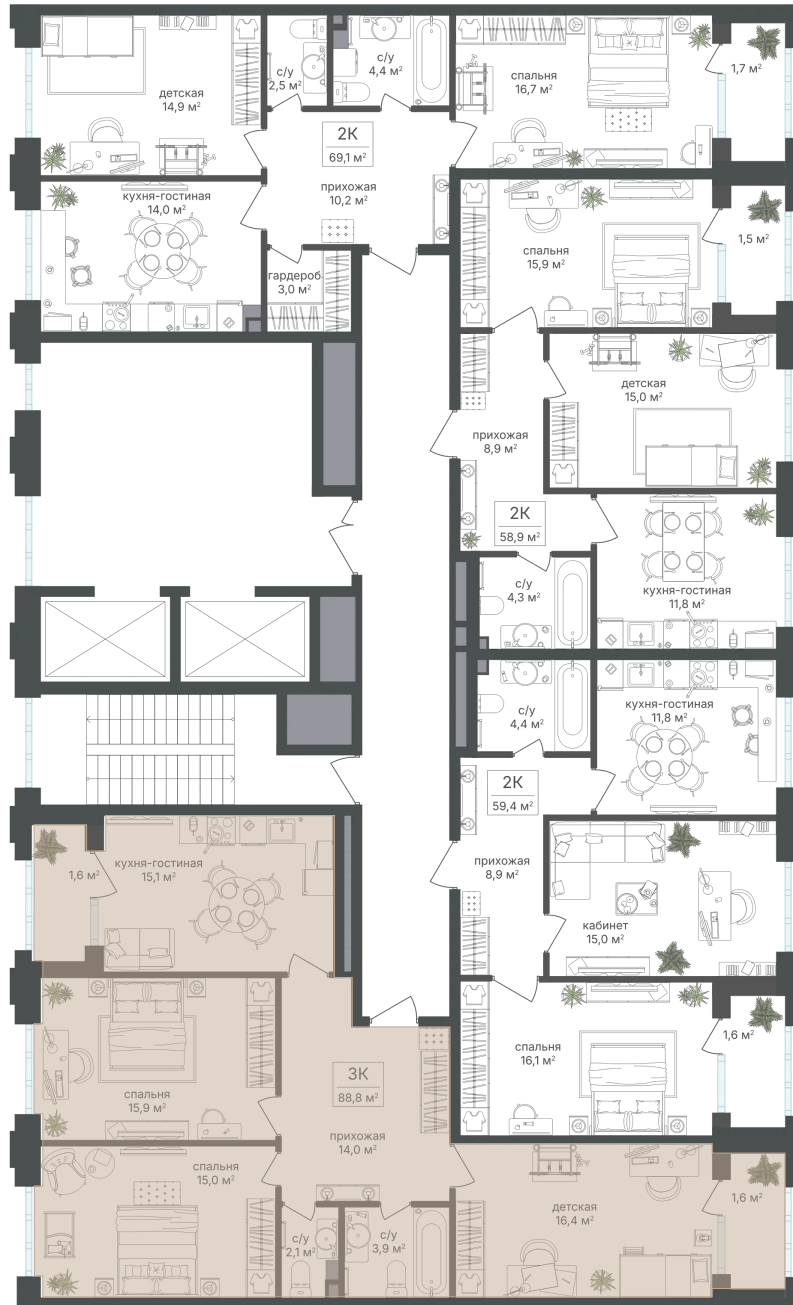 детская
14,9 м²
с/у
2,5 м²
с/у
4,4 м²
спальня
16,7 м²
1,7 м²
2К
69,1 м²
прихожая
10,2 м²
кухня-гостиная
14,0 м²
гардероб.
3,0 м²
спальня
15,9 м²
1,5 м²
детская
15,0 м²
прихожая
8,9 м²
2К
58,9 м²
с/у
4,3 м²
кухня-гостиная
11,8 м²
с/у
4,4 м²
кухня-гостиная
11,8 м²
2К
59,4 м²
прихожая
8,9 м²
кабинет
15,0 м²
спальня
16,1 м²
1,6 м²
1,6 м²
кухня-гостиная
15,1 м²
спальня
15,9 м²
3К
88,8 м²
прихожая
14,0 м²
спальня
15,0 м²
с/у
2,1 м²
с/у
3,9 м²
детская
16,4 м²
1,6 м²